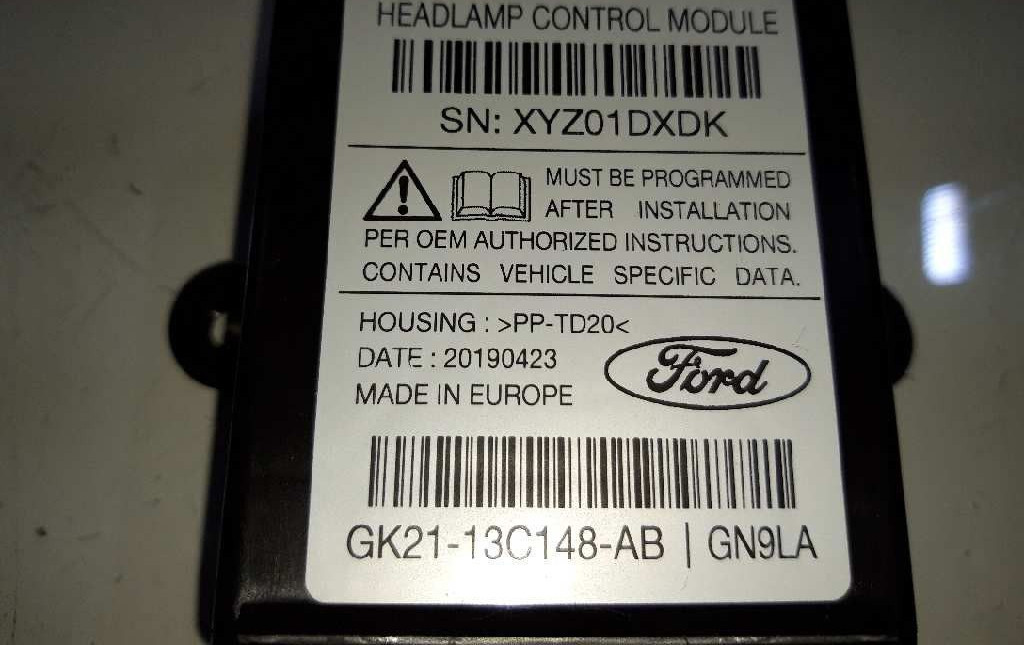 HEADLAMP CONTROL MODULE
SN: XYZ01DXDK
MUST BE PROGRAMMED
AFTER INSTALLATION
PER OEM AUTHORIZED INSTRUCTIONS.
CONTAINS VEHICLE SPECIFIC DATA.
HOUSING : >PP-TD20<
DATE : 20190423
MADE IN EUROPE
Ford
GK21-13C148-AB | GN9LA